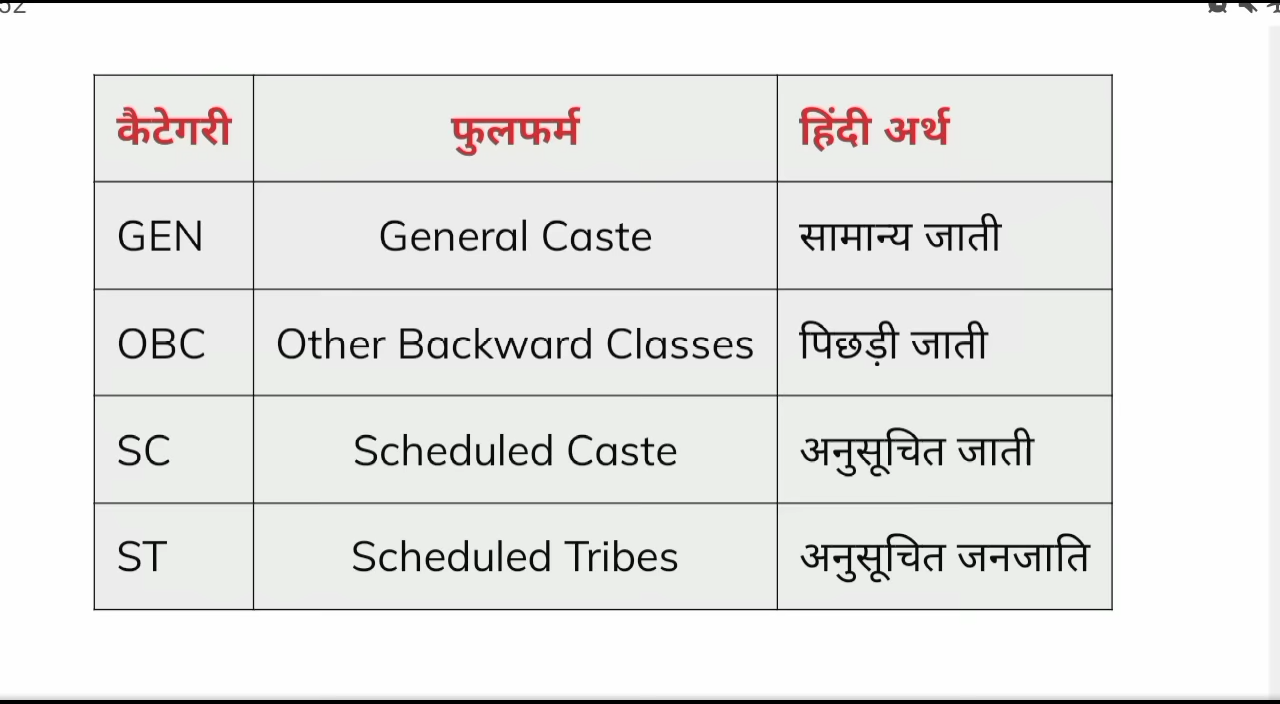 52
कैटेगरी फुलफर्म हिंदी अर्थ
GEN General Caste सामान्य जाती
OBC Other Backward Classes पिछड़ी जाती
SC Scheduled Caste अनुसूचित जाती
ST Scheduled Tribes अनुसूचित जनजाति